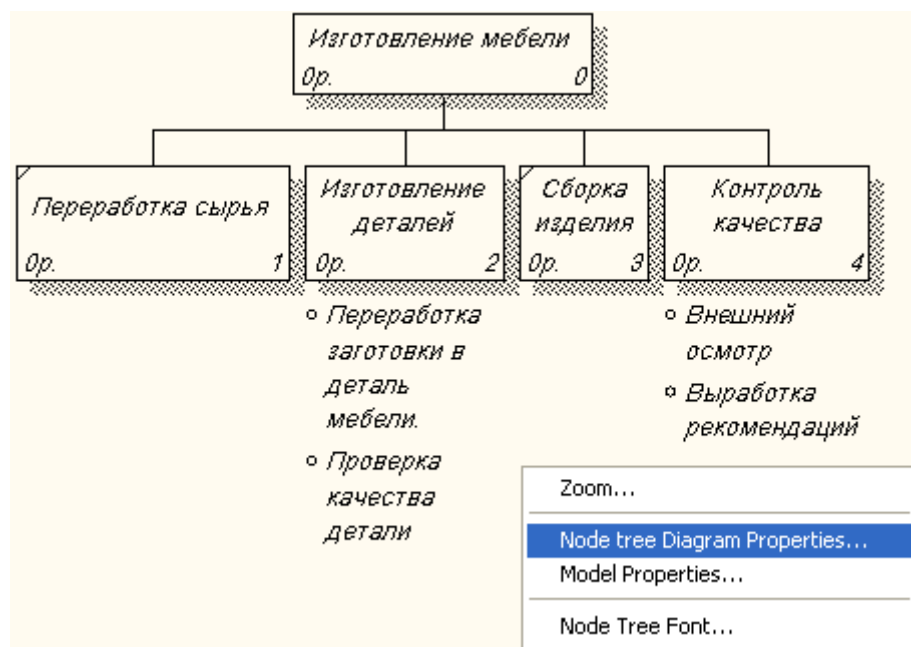 Изготовление мебели
0р. 0
Переработка сырья
0р. 1
Изготовление
деталей
0р. 2
Сборка
изделия
0р. 3
Контроль
качества
0р. 4
Переработка
заготовки в
деталь
мебели.
Проверка
качества
детали
Внешний
осмотр
Выработка
рекомендаций
Zoom...
Node tree Diagram Properties...
Model Properties...
Node Tree Font...